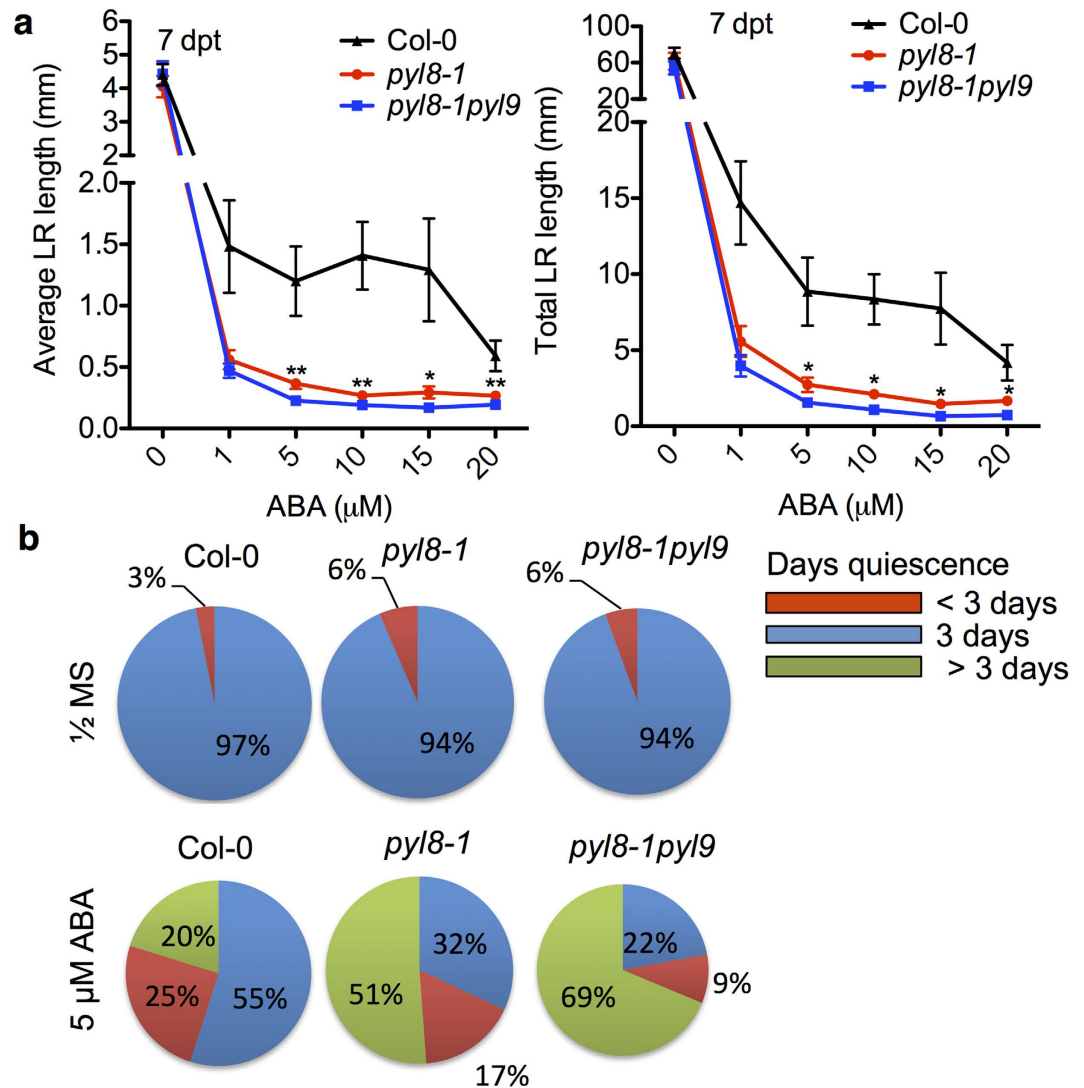 a
7 dpt
Col-0
pyl8-1
pyl8-1pyl9
Average LR length (mm)
6
5
4
3
2
2.0
1.5
1.0
0.5
0.0
** ** * **
0 1 5 10 15 20
ABA (μM)
7 dpt
Col-0
pyl8-1
pyl8-1pyl9
Total LR length (mm)
100
60
20
20
15
10
5
0
* * * *
0 1 5 10 15 20
ABA (μM)
b
Col-0 pyl8-1 pyl8-1pyl9
Days quiescence
< 3 days
3 days
> 3 days
½ MS
3% 6% 6%
97% 94% 94%
Col-0 pyl8-1 pyl8-1pyl9
5 μM ABA
20% 25% 55%
32% 51% 17%
22% 69% 9%